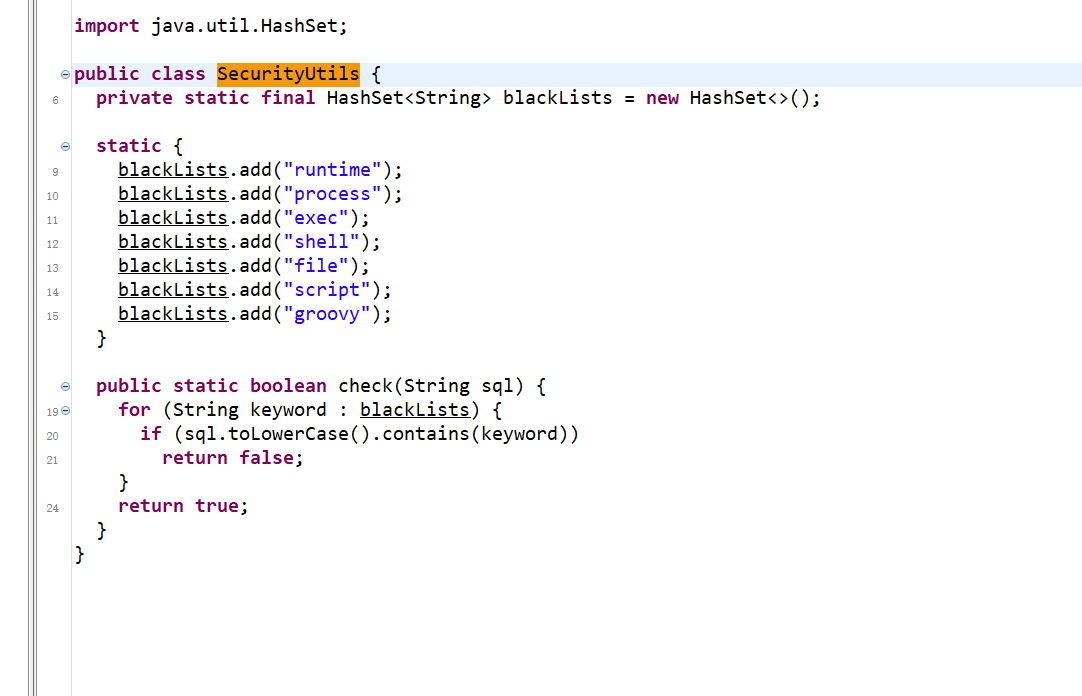 import java.util.HashSet;
public class SecurityUtils {
6 private static final HashSet<String> blackLists = new HashSet<>();
static {
9 blackLists.add("runtime");
10 blackLists.add("process");
11 blackLists.add("exec");
12 blackLists.add("shell");
13 blackLists.add("file");
14 blackLists.add("script");
15 blackLists.add("groovy");
}
public static boolean check(String sql) {
19 for (String keyword : blackLists) {
20 if (sql.toLowerCase().contains(keyword))
21 return false;
}
24 return true;
}
}